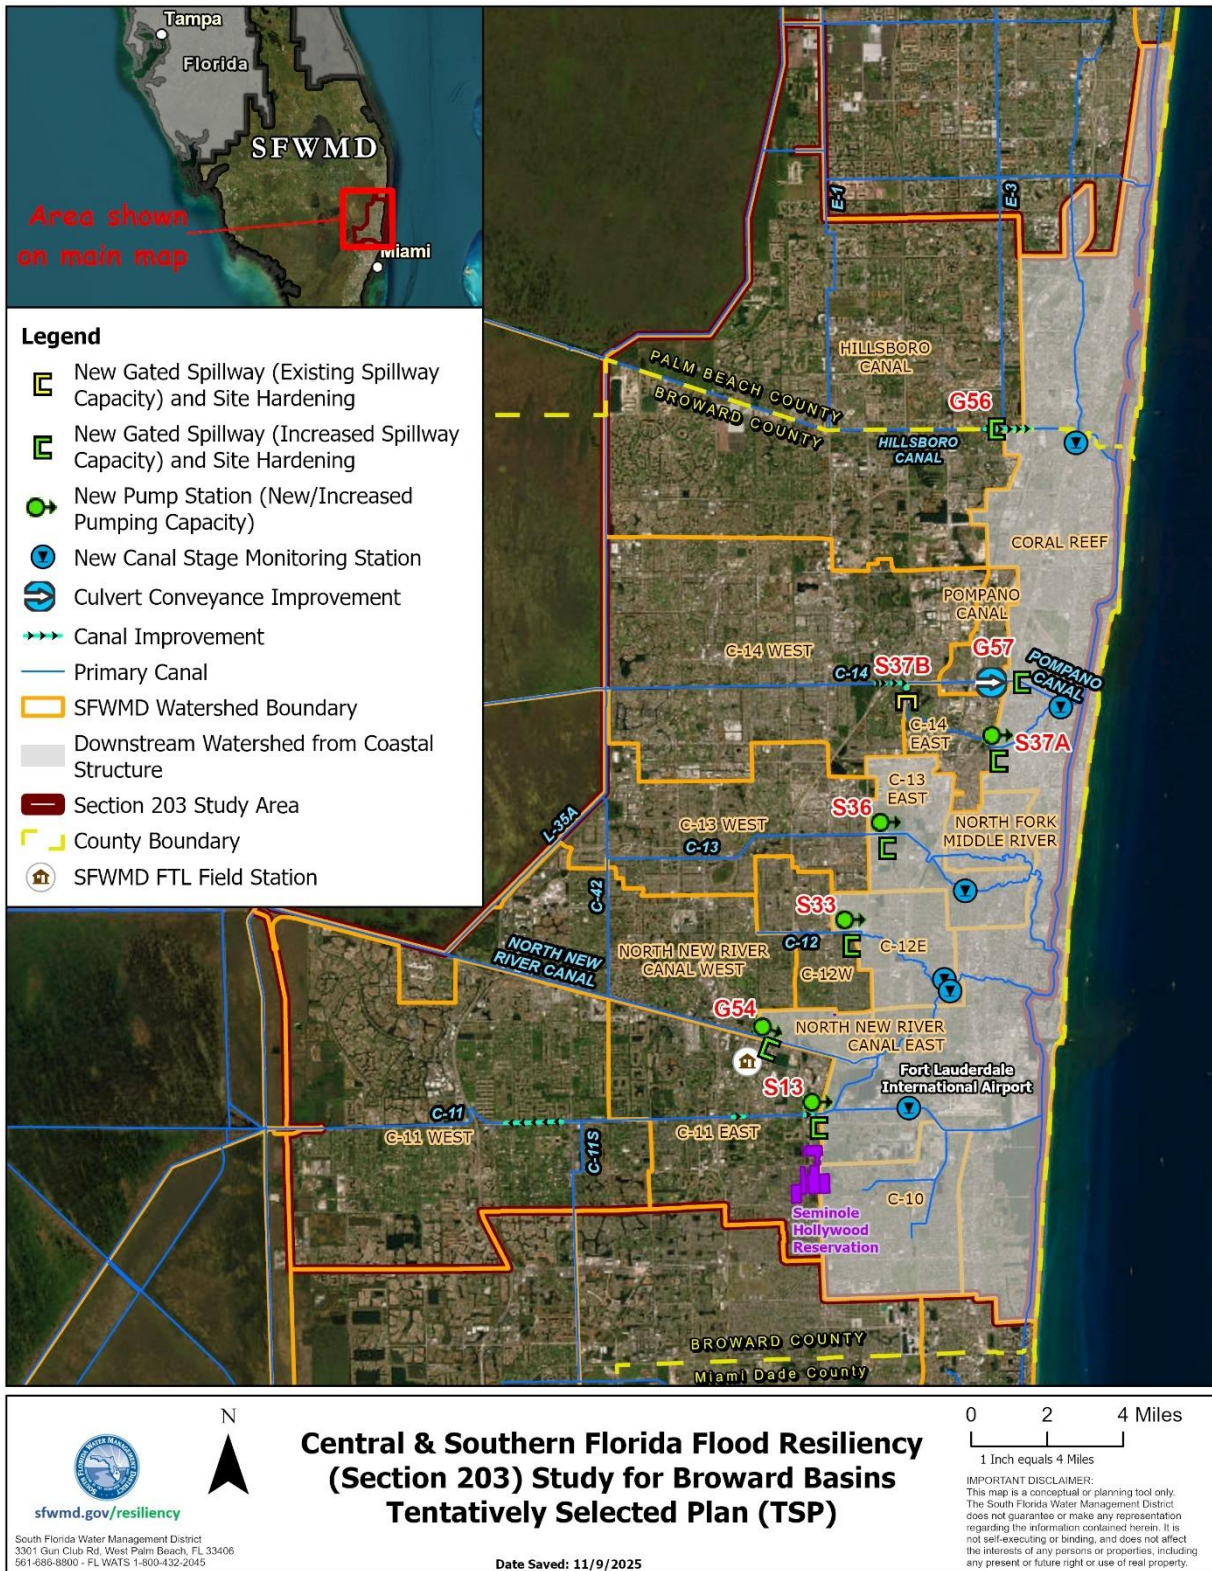 Tampa
Florida
SFWMD
Area shown
on main map
Miami
Legend
New Gated Spillway (Existing Spillway
Capacity) and Site Hardening
New Gated Spillway (Increased Spillway
Capacity) and Site Hardening
New Pump Station (New/Increased
Pumping Capacity)
New Canal Stage Monitoring Station
Culvert Conveyance Improvement
Canal Improvement
Primary Canal
SFWMD Watershed Boundary
Downstream Watershed from Coastal
Structure
Section 203 Study Area
County Boundary
SFWMD FTL Field Station
E-1
E-3
HILLSBORO
CANAL
PALM BEACH COUNTY
BROWARD COUNTY
G56
HILLSBORO
CANAL
CORAL REEF
POMPANO
CANAL
G57
C-14 WEST
C-14
S37B
POMPANO
CANAL
C-14
EAST
S37A
C-13
EAST
S36
L-35A
C-13 WEST
C-13
NORTH FORK
MIDDLE RIVER
C-42
S33
NORTH NEW
RIVER CANAL
NORTH NEW RIVER
CANAL WEST
C-12
C-12E
C-12W
G54
NORTH NEW RIVER
CANAL EAST
Fort Lauderdale
International Airport
S13
C-11
C-11 WEST
C-11S
C-11 EAST
C-10
Seminole
Hollywood
Reservation
BROWARD COUNTY
Miami Dade County
SOUTH FLORIDA WATER MANAGEMENT DISTRICT
sfwmd.gov/resiliency
South Florida Water Management District
3301 Gun Club Rd, West Palm Beach, FL 33406
561-686-8800 - FL WATS 1-800-432-2045
N
Central & Southern Florida Flood Resiliency
(Section 203) Study for Broward Basins
Tentatively Selected Plan (TSP)
Date Saved: 11/9/2025
0 2 4 Miles
1 Inch equals 4 Miles
IMPORTANT DISCLAIMER:
This map is a conceptual or planning tool only.
The South Florida Water Management District
does not guarantee or make any representation
regarding the information contained herein. It is
not self-executing or binding, and does not affect
the interests of any persons or properties, including
any present or future right or use of real property.